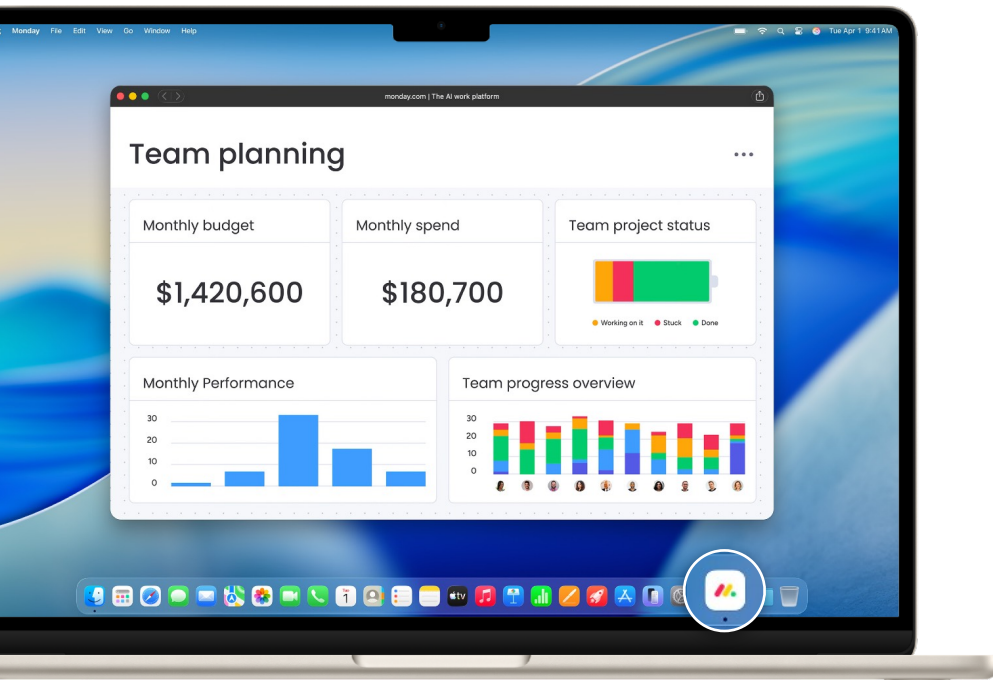 Monday File Edit View Go Window Help
Tue Apr 1 9:41 AM
monday.com | The AI work platform
Team planning
Monthly budget
$1,420,600
Monthly spend
$180,700
Team project status
Working on it Stuck Done
Monthly Performance
30
20
10
0
Team progress overview
30
20
10
0
1
tv